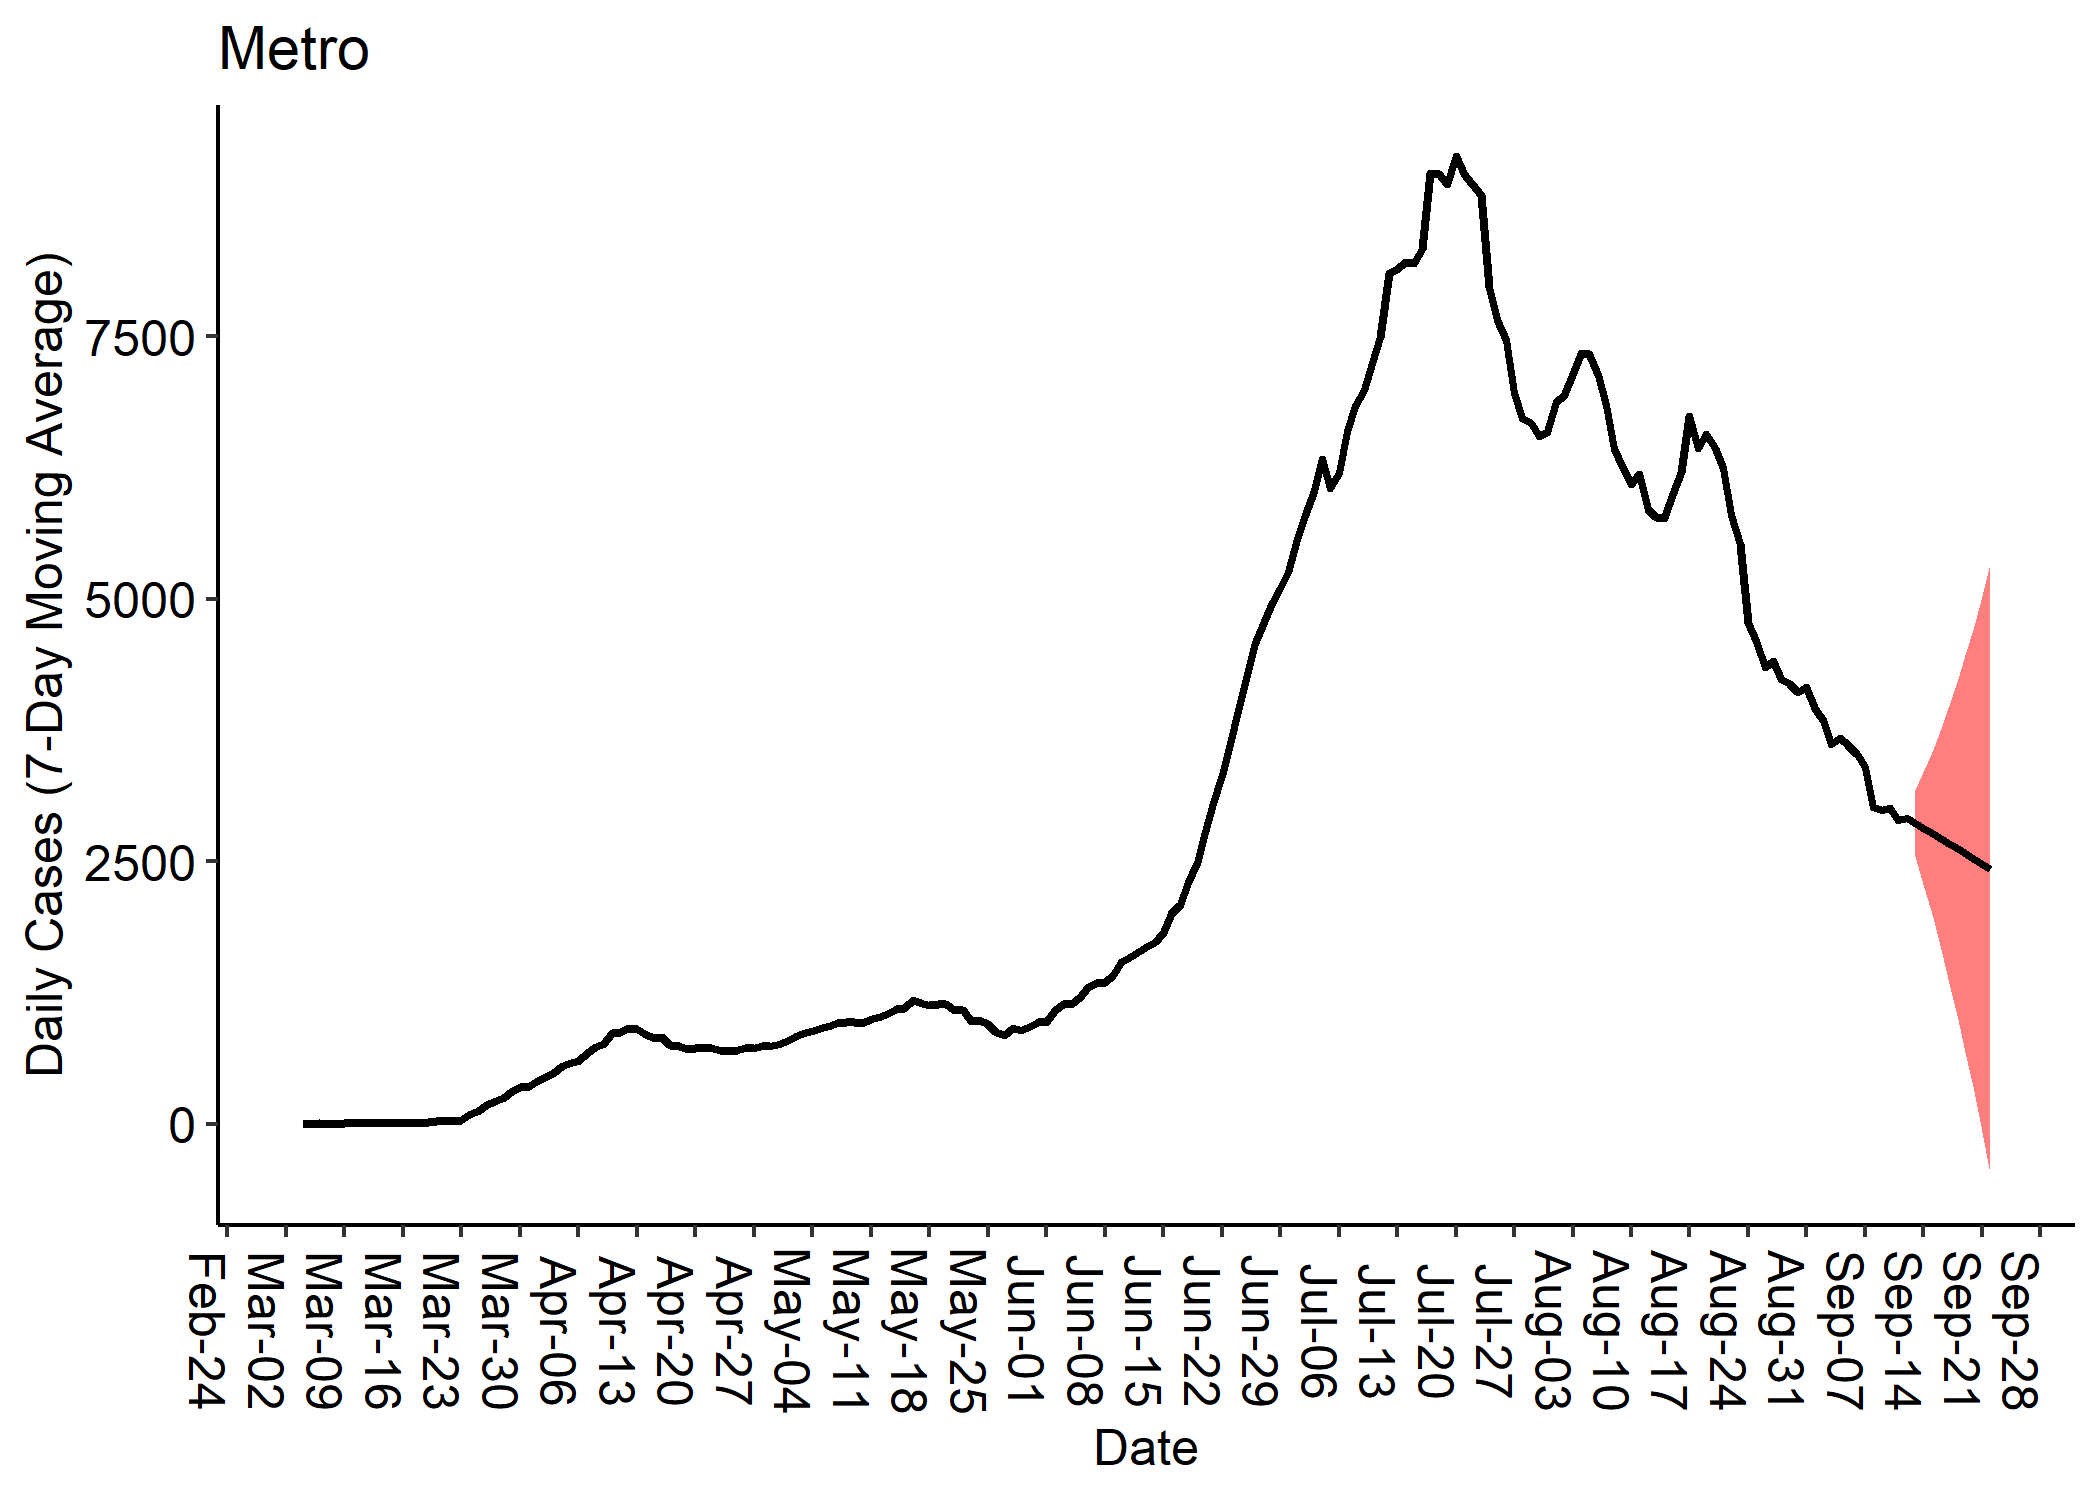 Metro
Daily Cases (7-Day Moving Average)
7500
5000
2500
0
Feb-24
Mar-02
Mar-09
Mar-16
Mar-23
Mar-30
Apr-06
Apr-13
Apr-20
Apr-27
May-04
May-11
May-18
May-25
Jun-01
Jun-08
Jun-15
Jun-22
Jun-29
Jul-06
Jul-13
Jul-20
Jul-27
Aug-03
Aug-10
Aug-17
Aug-24
Aug-31
Sep-07
Sep-14
Sep-21
Sep-28
Date